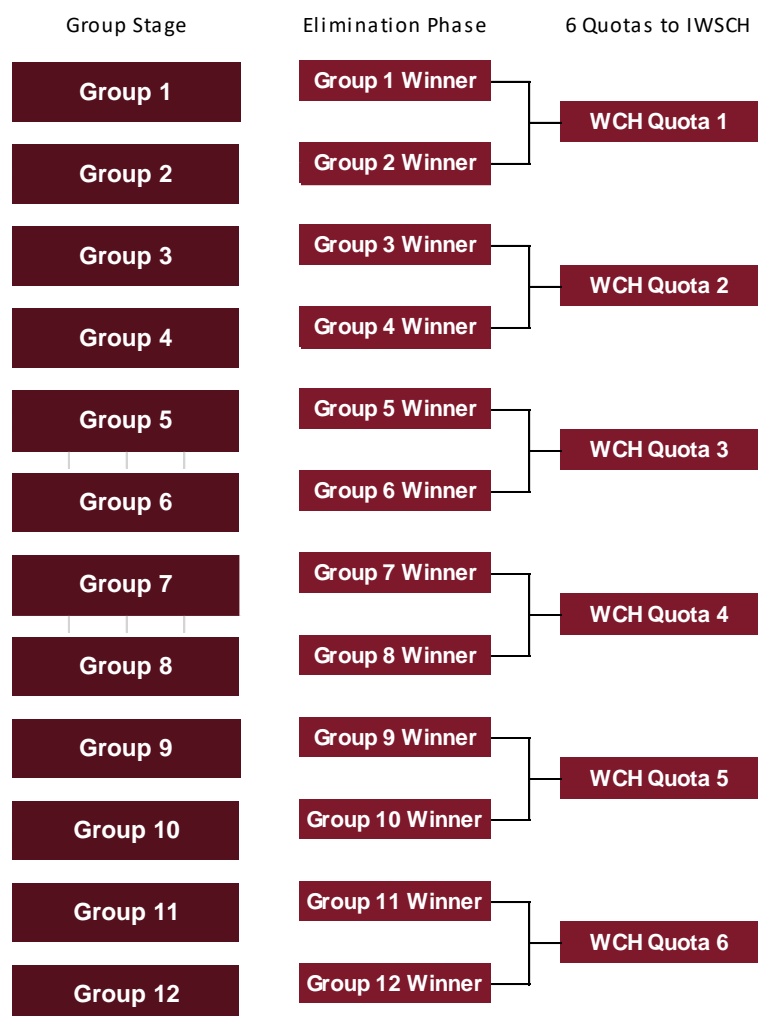 Group Stage
Elimination Phase
6 Quotas to IWSCH
Group 1
Group 1 Winner
WCH Quota 1
Group 2
Group 2 Winner
Group 3
Group 3 Winner
WCH Quota 2
Group 4
Group 4 Winner
Group 5
Group 5 Winner
WCH Quota 3
Group 6
Group 6 Winner
Group 7
Group 7 Winner
WCH Quota 4
Group 8
Group 8 Winner
Group 9
Group 9 Winner
WCH Quota 5
Group 10
Group 10 Winner
Group 11
Group 11 Winner
WCH Quota 6
Group 12
Group 12 Winner